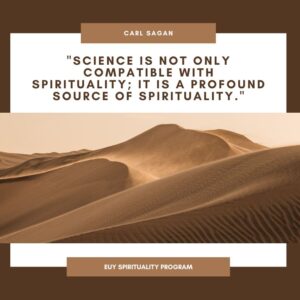 CARL SAGAN
"SCIENCE IS NOT ONLY
COMPATIBLE WITH
SPIRITUALITY; IT IS A PROFOUND
SOURCE OF SPIRITUALITY."
EUY SPIRITUALITY PROGRAM